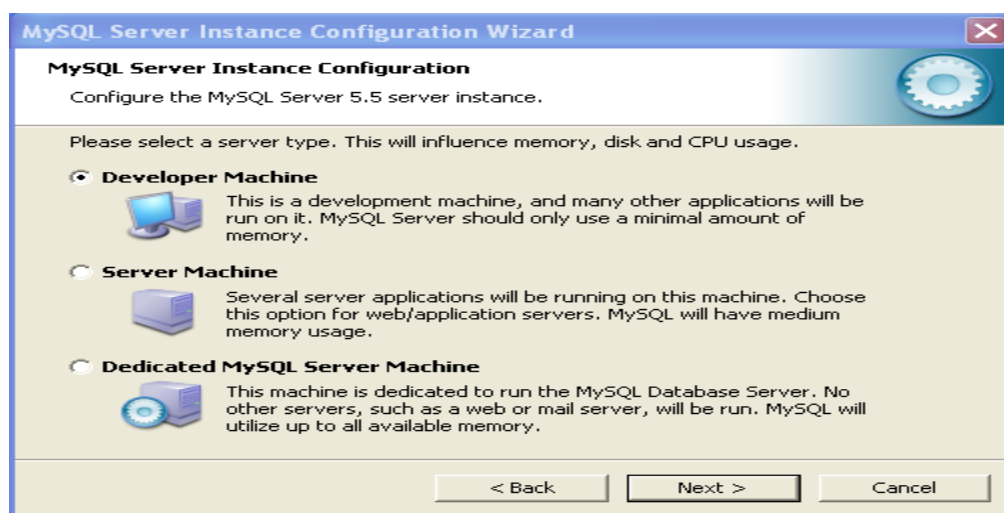 MySQL Server Instance Configuration Wizard
MySQL Server Instance Configuration
Configure the MySQL Server 5.5 server instance.
Please select a server type. This will influence memory, disk and CPU usage.
Developer Machine
This is a development machine, and many other applications will be
run on it. MySQL Server should only use a minimal amount of
memory.
Server Machine
Several server applications will be running on this machine. Choose
this option for web/application servers. MySQL will have medium
memory usage.
Dedicated MySQL Server Machine
This machine is dedicated to run the MySQL Database Server. No
other servers, such as a web or mail server, will be run. MySQL will
utilize up to all available memory.
< Back Next > Cancel